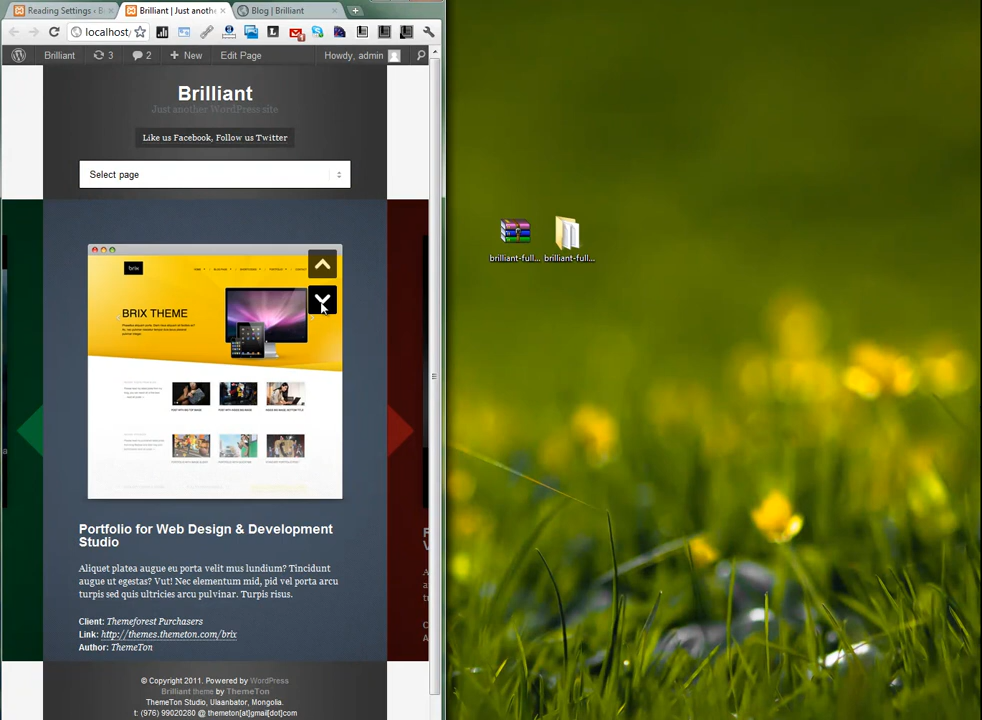 Reading Settings ‹ B
Brilliant | Just anoth
Blog | Brilliant
localhost/
Brilliant
3
2
+ New
Edit Page
Howdy, admin
Brilliant
Just another WordPress site
Like us Facebook, Follow us Twitter
Select page
brix
BRIX THEME
brilliant-full...
brilliant-full...
Portfolio for Web Design & Development
Studio
Aliquet platea augue eu porta velit mus lundium? Tincidunt
augue ut egestas? Vut! Nec elementum mid, pid vel porta arcu
turpis sed quis ultricies arcu pulvinar. Turpis risus.
Client: Themeforest Purchasers
Link: http://themes.themeton.com/brix
Author: ThemeTon
© Copyright 2011. Powered by WordPress
Brilliant theme by ThemeTon
ThemeTon Studio, Ulaanbator, Mongolia.
t: (976) 99020280 @ themeton[at]gmail[dot]com